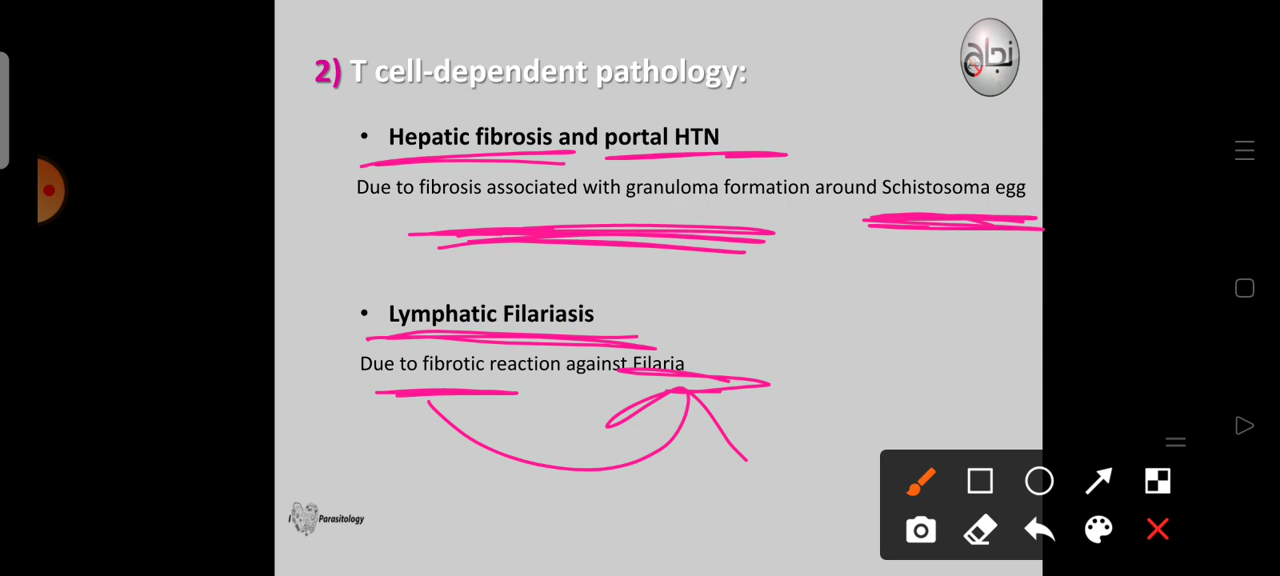 2) T cell-dependent pathology:
• Hepatic fibrosis and portal HTN
Due to fibrosis associated with granuloma formation around Schistosoma egg
• Lymphatic Filariasis
Due to fibrotic reaction against Filaria
I Parasitology